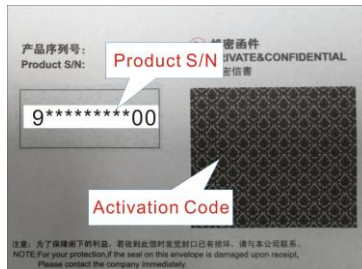 产品序列号:
Product S/N:
Product S/N
密函件
RIVATE&CONFIDENTIAL
密信書
9*********00
Activation Code
注意: 为了保障阁下的利益, 若收到此信时发觉封口已有损坏, 请与本公司联系.
NOTE:For your protection,if the seal on this envelope is damaged upon receipt,
Please contact the company immediately.